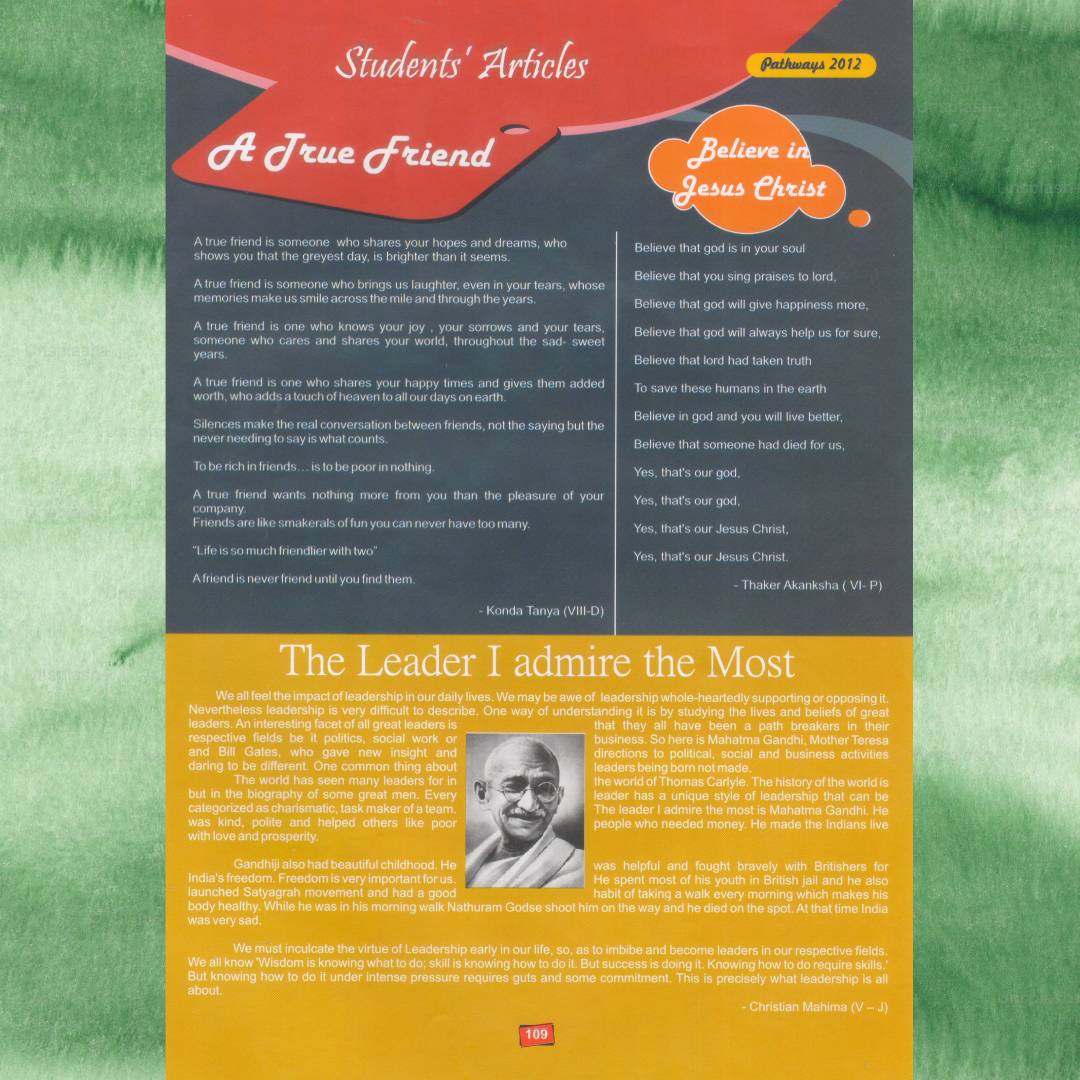 Students' Articles
Pathways 2012
A True Friend
A true friend is someone who shares your hopes and dreams, who
shows you that the greyest day, is brighter than it seems.
A true friend is someone who brings us laughter, even in your tears, whose
memories make us smile across the mile and through the years.
A true friend is one who knows your joy , your sorrows and your tears,
someone who cares and shares your world, throughout the sad- sweet
years.
A true friend is one who shares your happy times and gives them added
worth, who adds a touch of heaven to all our days on earth.
Silences make the real conversation between friends, not the saying but the
never needing to say is what counts.
To be rich in friends... is to be poor in nothing.
A true friend wants nothing more from you than the pleasure of your
company.
Friends are like smakerals of fun you can never have too many.
"Life is so much friendlier with two"
A friend is never friend until you find them.
- Konda Tanya (VIII-D)
Believe in
Jesus Christ
Believe that god is in your soul
Believe that you sing praises to lord,
Believe that god will give happiness more,
Believe that god will always help us for sure,
Believe that lord had taken truth
To save these humans in the earth
Believe in god and you will live better,
Believe that someone had died for us,
Yes, that's our god,
Yes, that's our god,
Yes, that's our Jesus Christ,
Yes, that's our Jesus Christ.
- Thaker Akanksha ( VI- P)
The Leader I admire the Most
We all feel the impact of leadership in our daily lives. We may be awe of leadership whole-heartedly supporting or opposing it.
Nevertheless leadership is very difficult to describe. One way of understanding it is by studying the lives and beliefs of great
leaders. An interesting facet of all great leaders is that they all have been a path breakers in their
respective fields be it politics, social work or business. So here is Mahatma Gandhi, Mother Teresa
and Bill Gates, who gave new insight and directions to political, social and business activities
daring to be different. One common thing about leaders being born not made.
The world has seen many leaders for in the world of Thomas Carlyle. The history of the world is
but in the biography of some great men. Every leader has a unique style of leadership that can be
categorized as charismatic, task maker of a team. The leader I admire the most is Mahatma Gandhi. He
was kind, polite and helped others like poor people who needed money. He made the Indians live
with love and prosperity.
Gandhiji also had beautiful childhood. He was helpful and fought bravely with Britishers for
India's freedom. Freedom is very important for us. He spent most of his youth in British jail and he also
launched Satyagrah movement and had a good habit of taking a walk every morning which makes his
body healthy. While he was in his morning walk Nathuram Godse shoot him on the way and he died on the spot. At that time India
was very sad.
We must inculcate the virtue of Leadership early in our life, so, as to imbibe and become leaders in our respective fields.
We all know 'Wisdom is knowing what to do; skill is knowing how to do it. But success is doing it. Knowing how to do require skills.'
But knowing how to do it under intense pressure requires guts and some commitment. This is precisely what leadership is all
about.
- Christian Mahima (V – J)
109